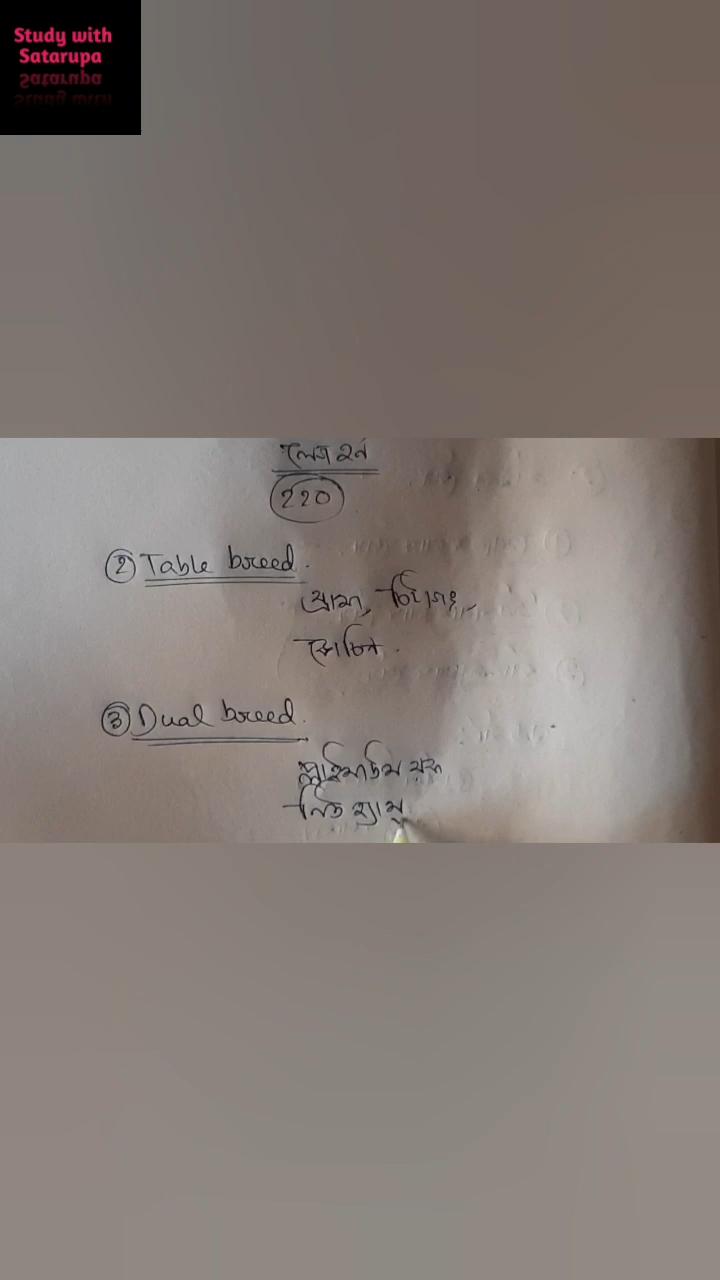 Study with
Satarupa
লেগ হর্ন
220
② Table breed.
ব্রামা, চিটাগং,
কোচিন.
③ Dual breed.
প্লাইমাউথ রক
নিউ হ্যাম্